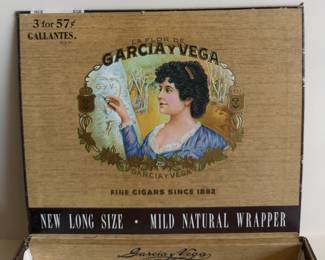 3 for 57¢
GALLANTES.
LA FLOR DE
GARCIA Y VEGA
G y V
GARCIA Y VEGA
FINE CIGARS SINCE 1882
NEW LONG SIZE • MILD NATURAL WRAPPER
Garcia y Vega